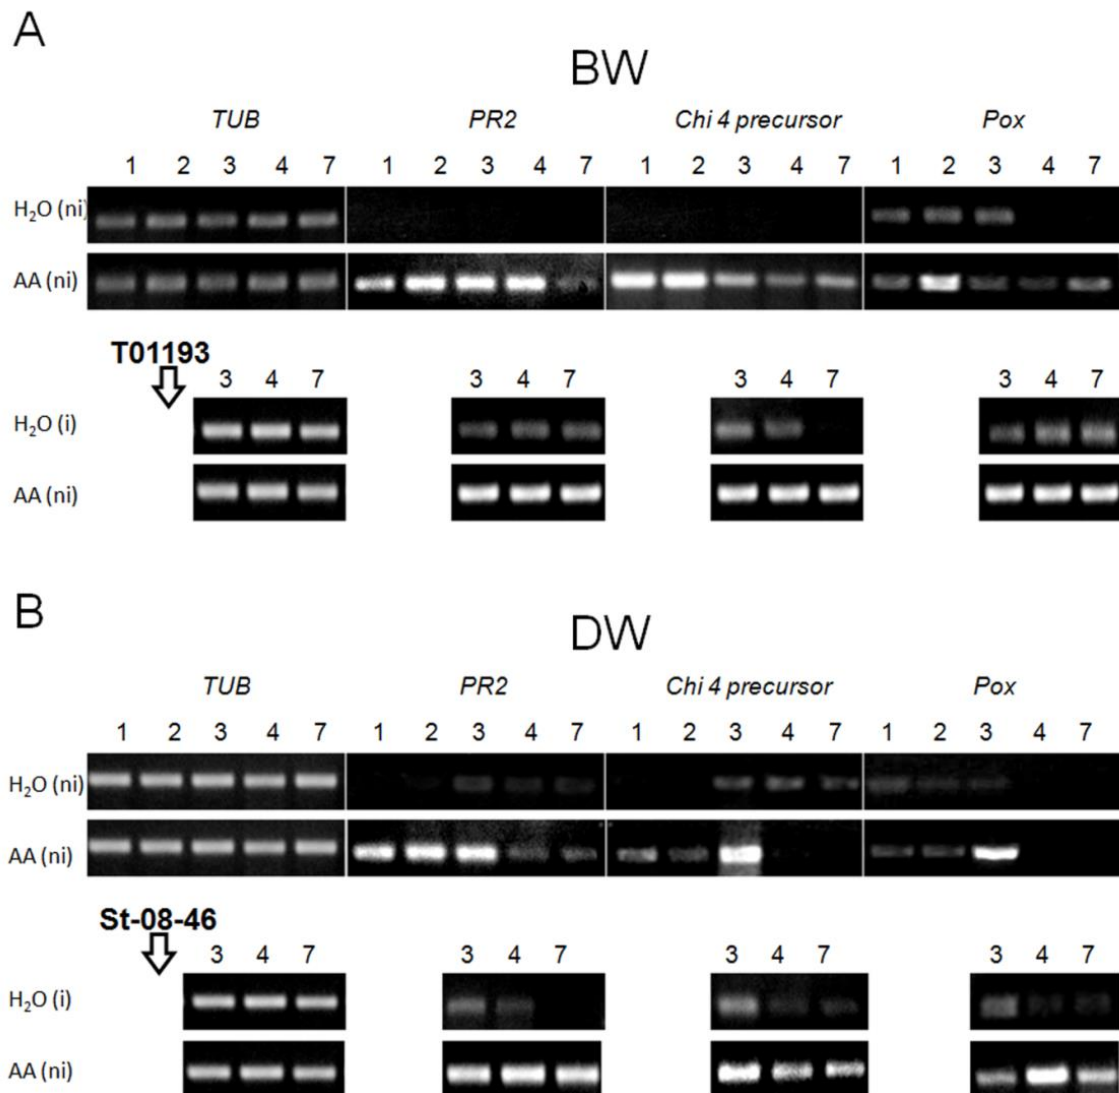 A
BW
TUB PR2 Chi 4 precursor Pox
1 2 3 4 7 1 2 3 4 7 1 2 3 4 7 1 2 3 4 7
H₂O (ni)
AA (ni)
T01193
3 4 7 3 4 7 3 4 7 3 4 7
H₂O (i)
AA (ni)
B
DW
TUB PR2 Chi 4 precursor Pox
1 2 3 4 7 1 2 3 4 7 1 2 3 4 7 1 2 3 4 7
H₂O (ni)
AA (ni)
St-08-46
3 4 7 3 4 7 3 4 7 3 4 7
H₂O (i)
AA (ni)